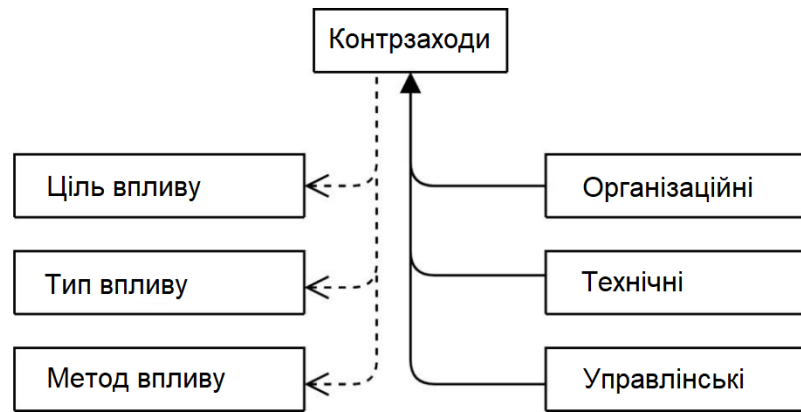 Контрзаходи
Ціль впливу
Тип впливу
Метод впливу
Організаційні
Технічні
Управлінські